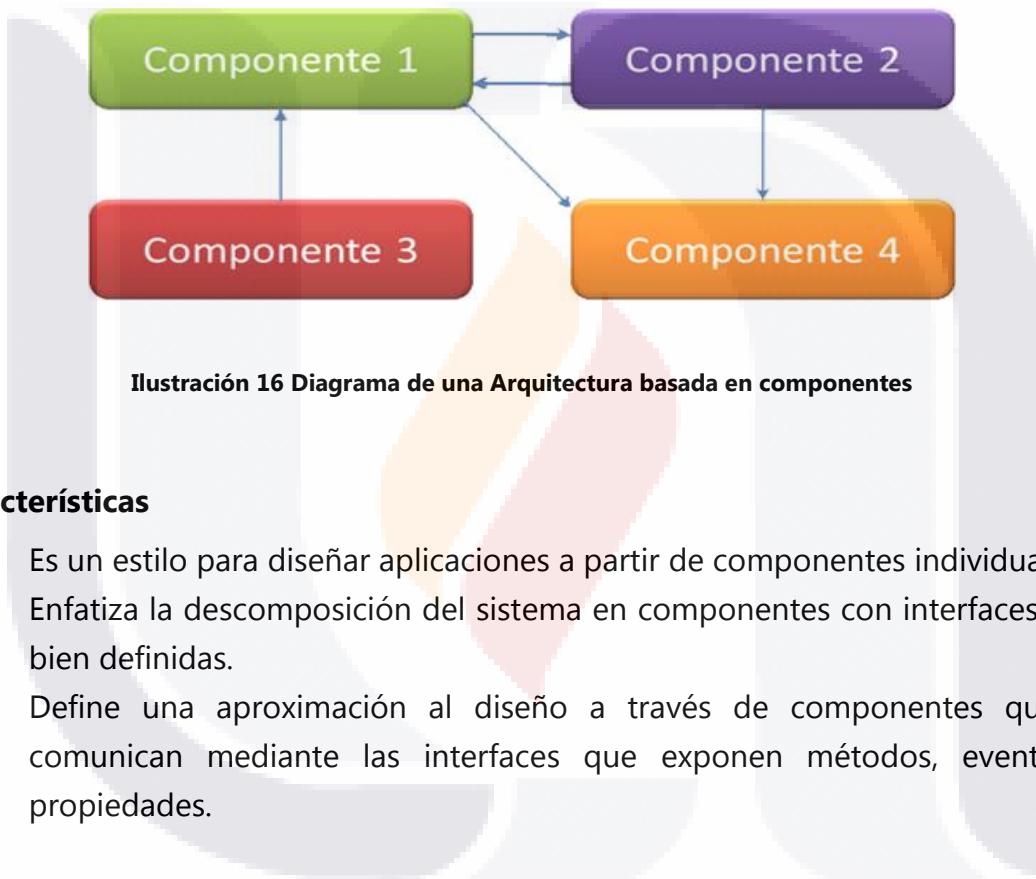 Componente 1
Componente 2
Componente 3
Componente 4
Ilustración 16 Diagrama de una Arquitectura basada en componentes
cterísticas
Es un estilo para diseñar aplicaciones a partir de componentes individua
Enfatiza la descomposición del sistema en componentes con interfaces
bien definidas.
Define una aproximación al diseño a través de componentes qu
comunican mediante las interfaces que exponen métodos, event
propiedades.